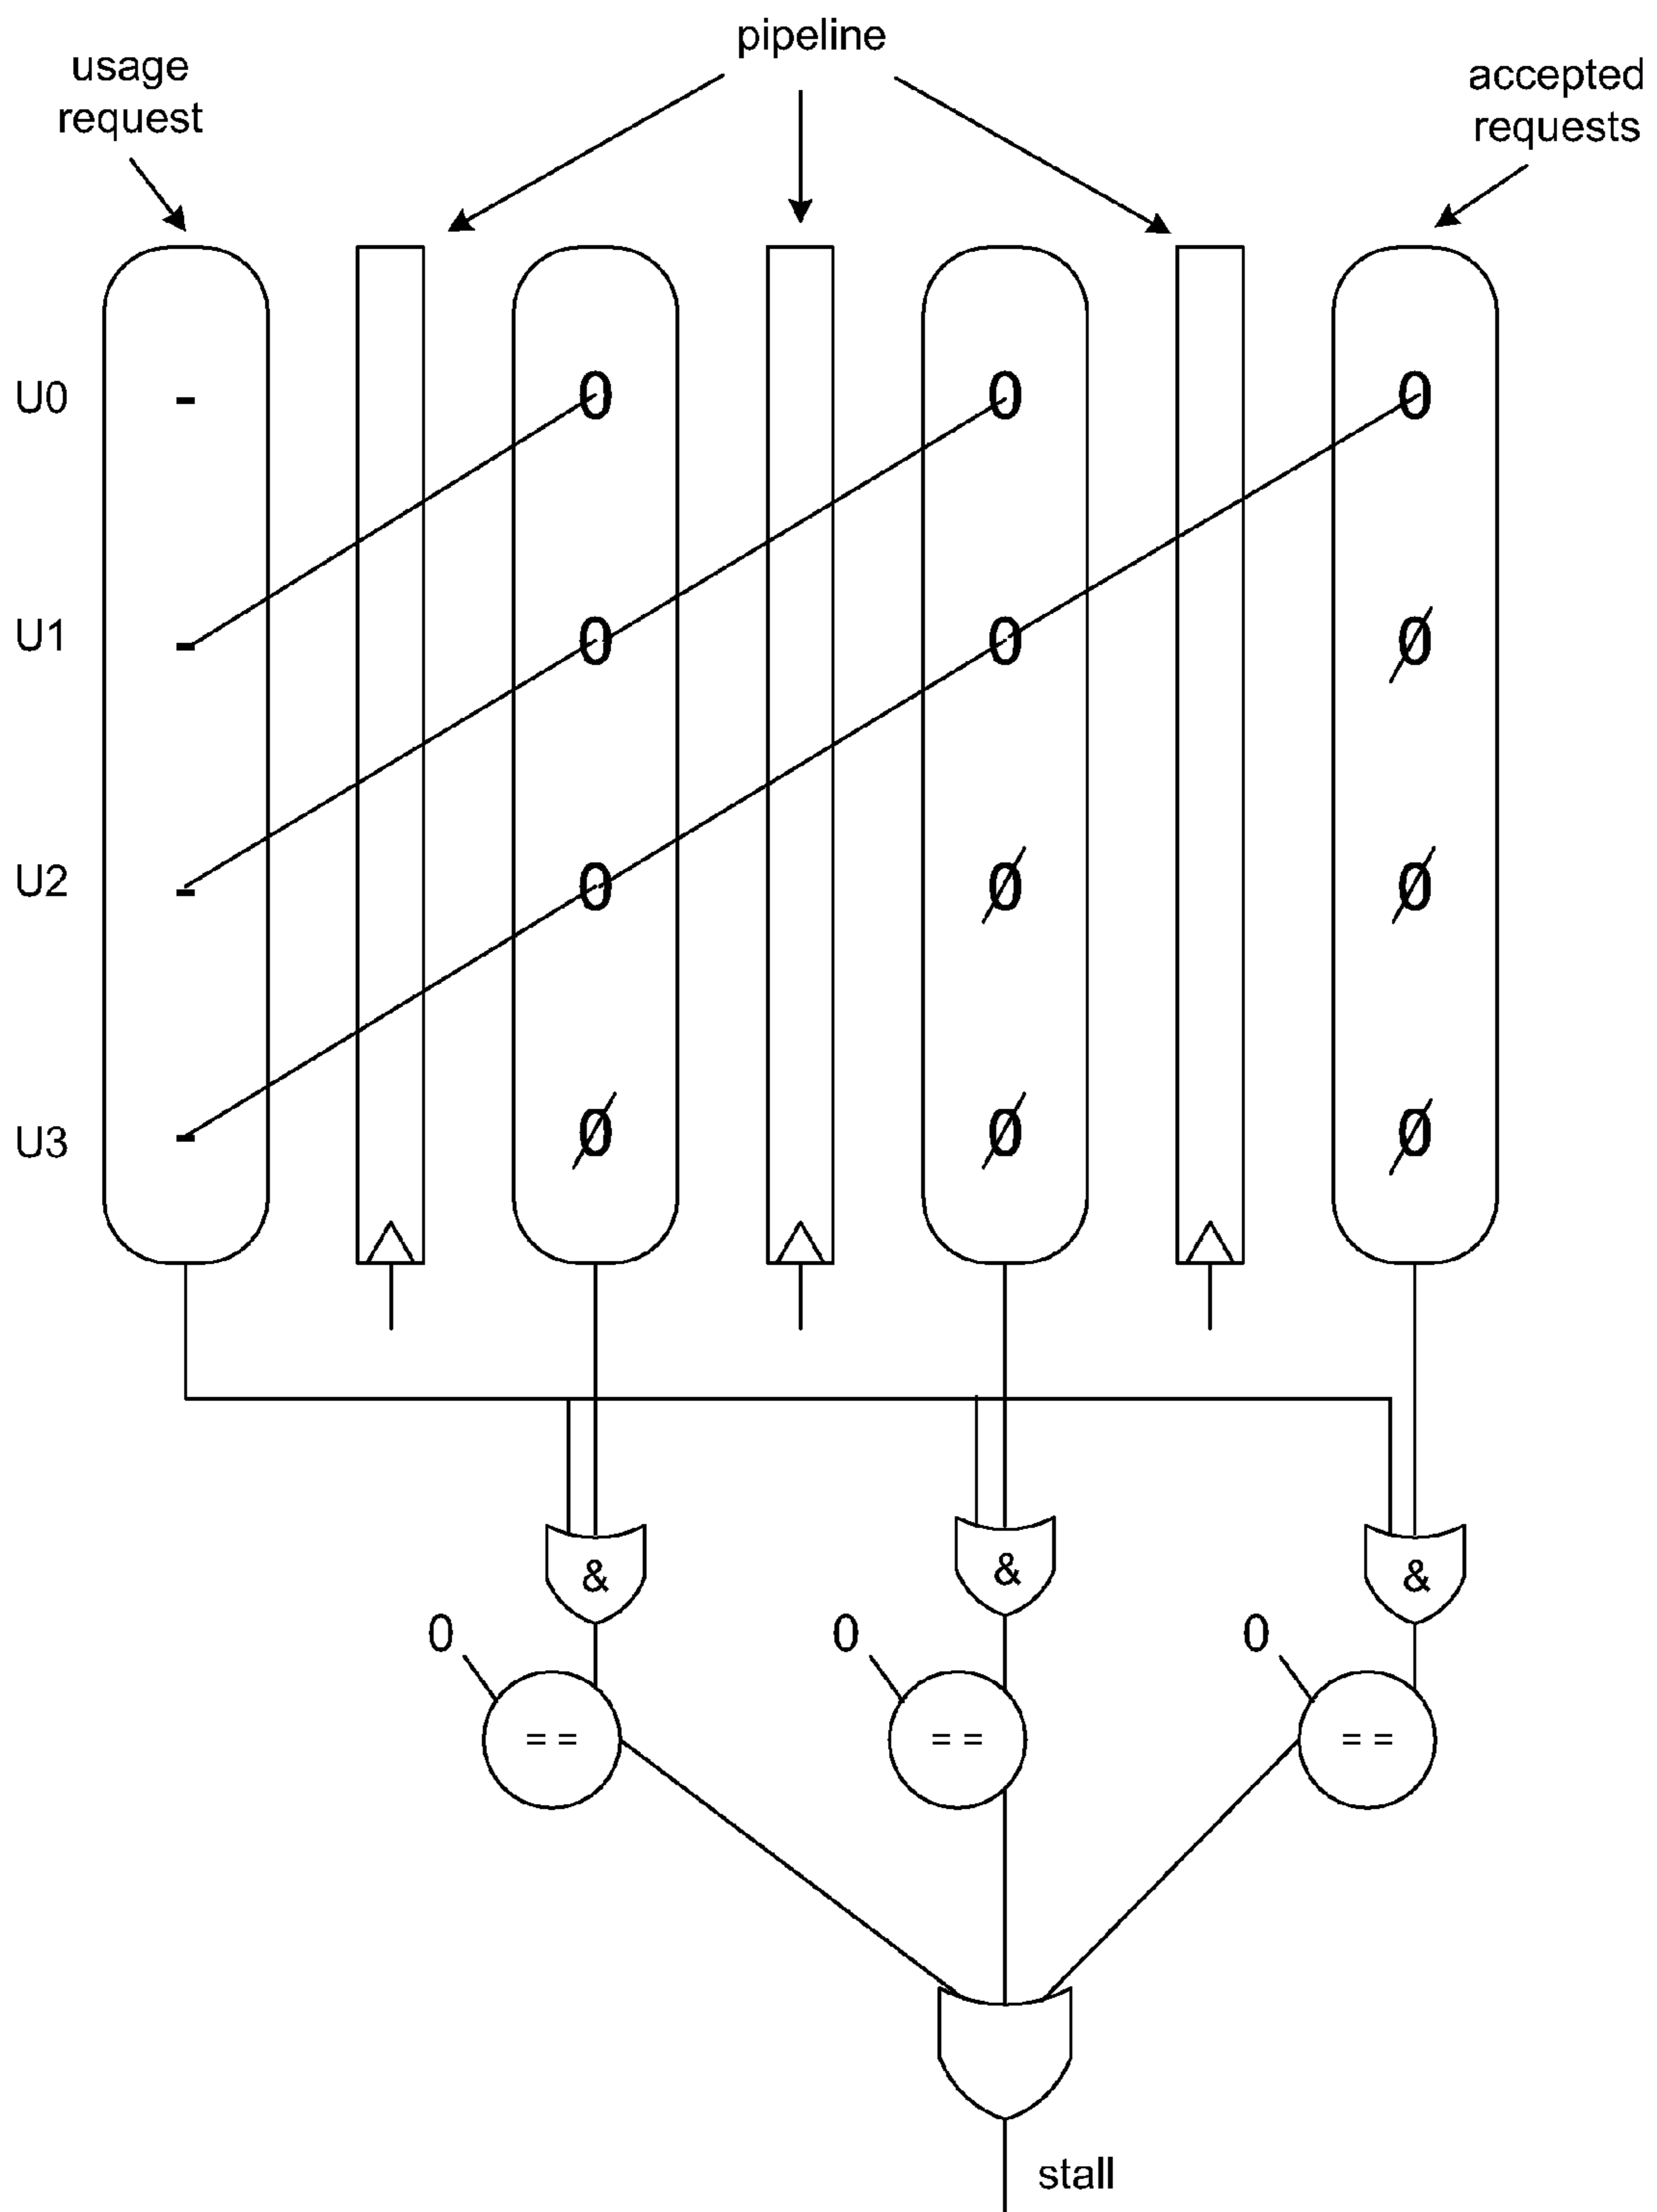 pipeline
usage
request
accepted
requests
U0 - 0 0 0
U1 - 0 0 Ø
U2 - 0 Ø Ø
U3 - Ø Ø Ø
& & &
0 0 0
== == ==
stall